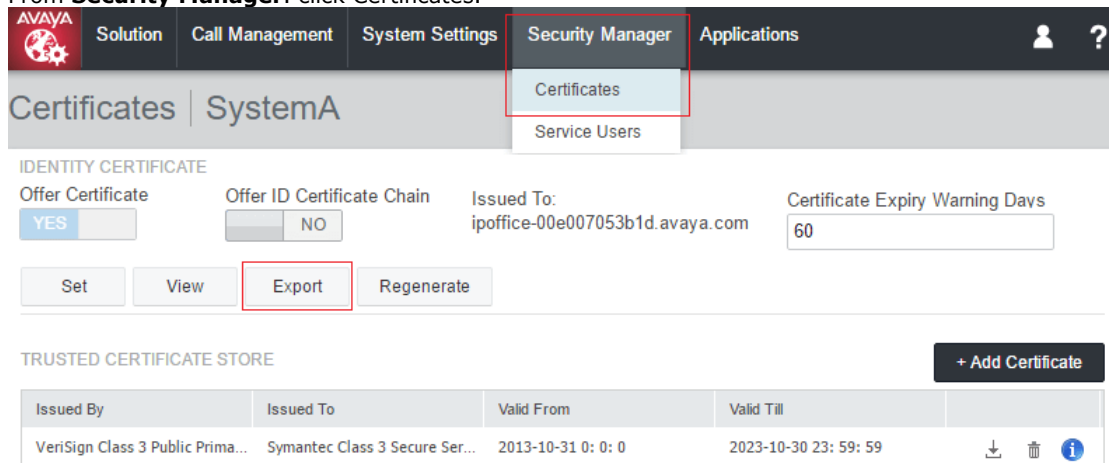 From Security Manager: click Certificates.
AVAYA
Solution Call Management System Settings Security Manager Applications ?
Certificates
Service Users
Certificates | SystemA
IDENTITY CERTIFICATE
Offer Certificate Offer ID Certificate Chain Issued To: Certificate Expiry Warning Days
YES NO ipoffice-00e007053b1d.avaya.com 60
Set View Export Regenerate
TRUSTED CERTIFICATE STORE + Add Certificate
Issued By Issued To Valid From Valid Till
VeriSign Class 3 Public Prima... Symantec Class 3 Secure Ser... 2013-10-31 0: 0: 0 2023-10-30 23: 59: 59